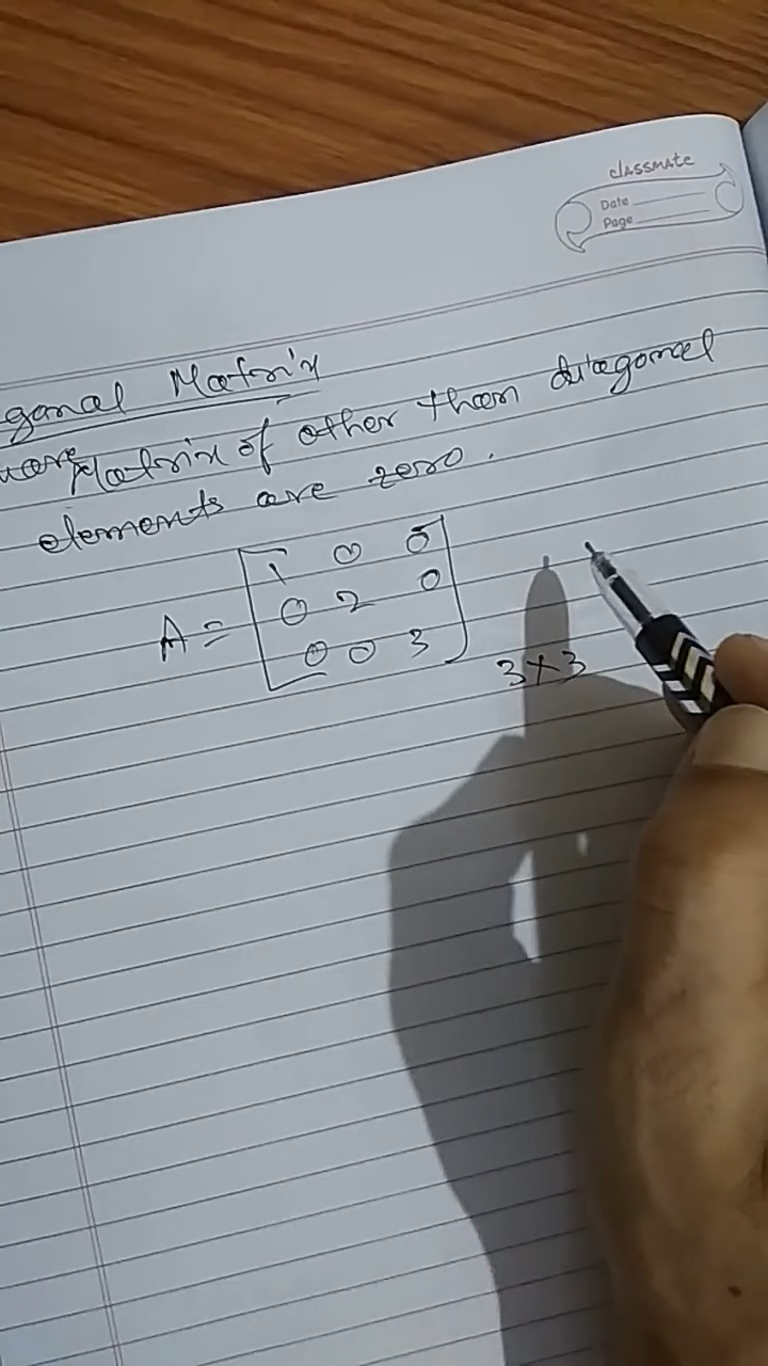 classmate
Date
Page
gonal Matrix
uare Matrix of other than diagonal
elements are zero.
A = [1 0 0
0 2 0
0 0 3] 3×3